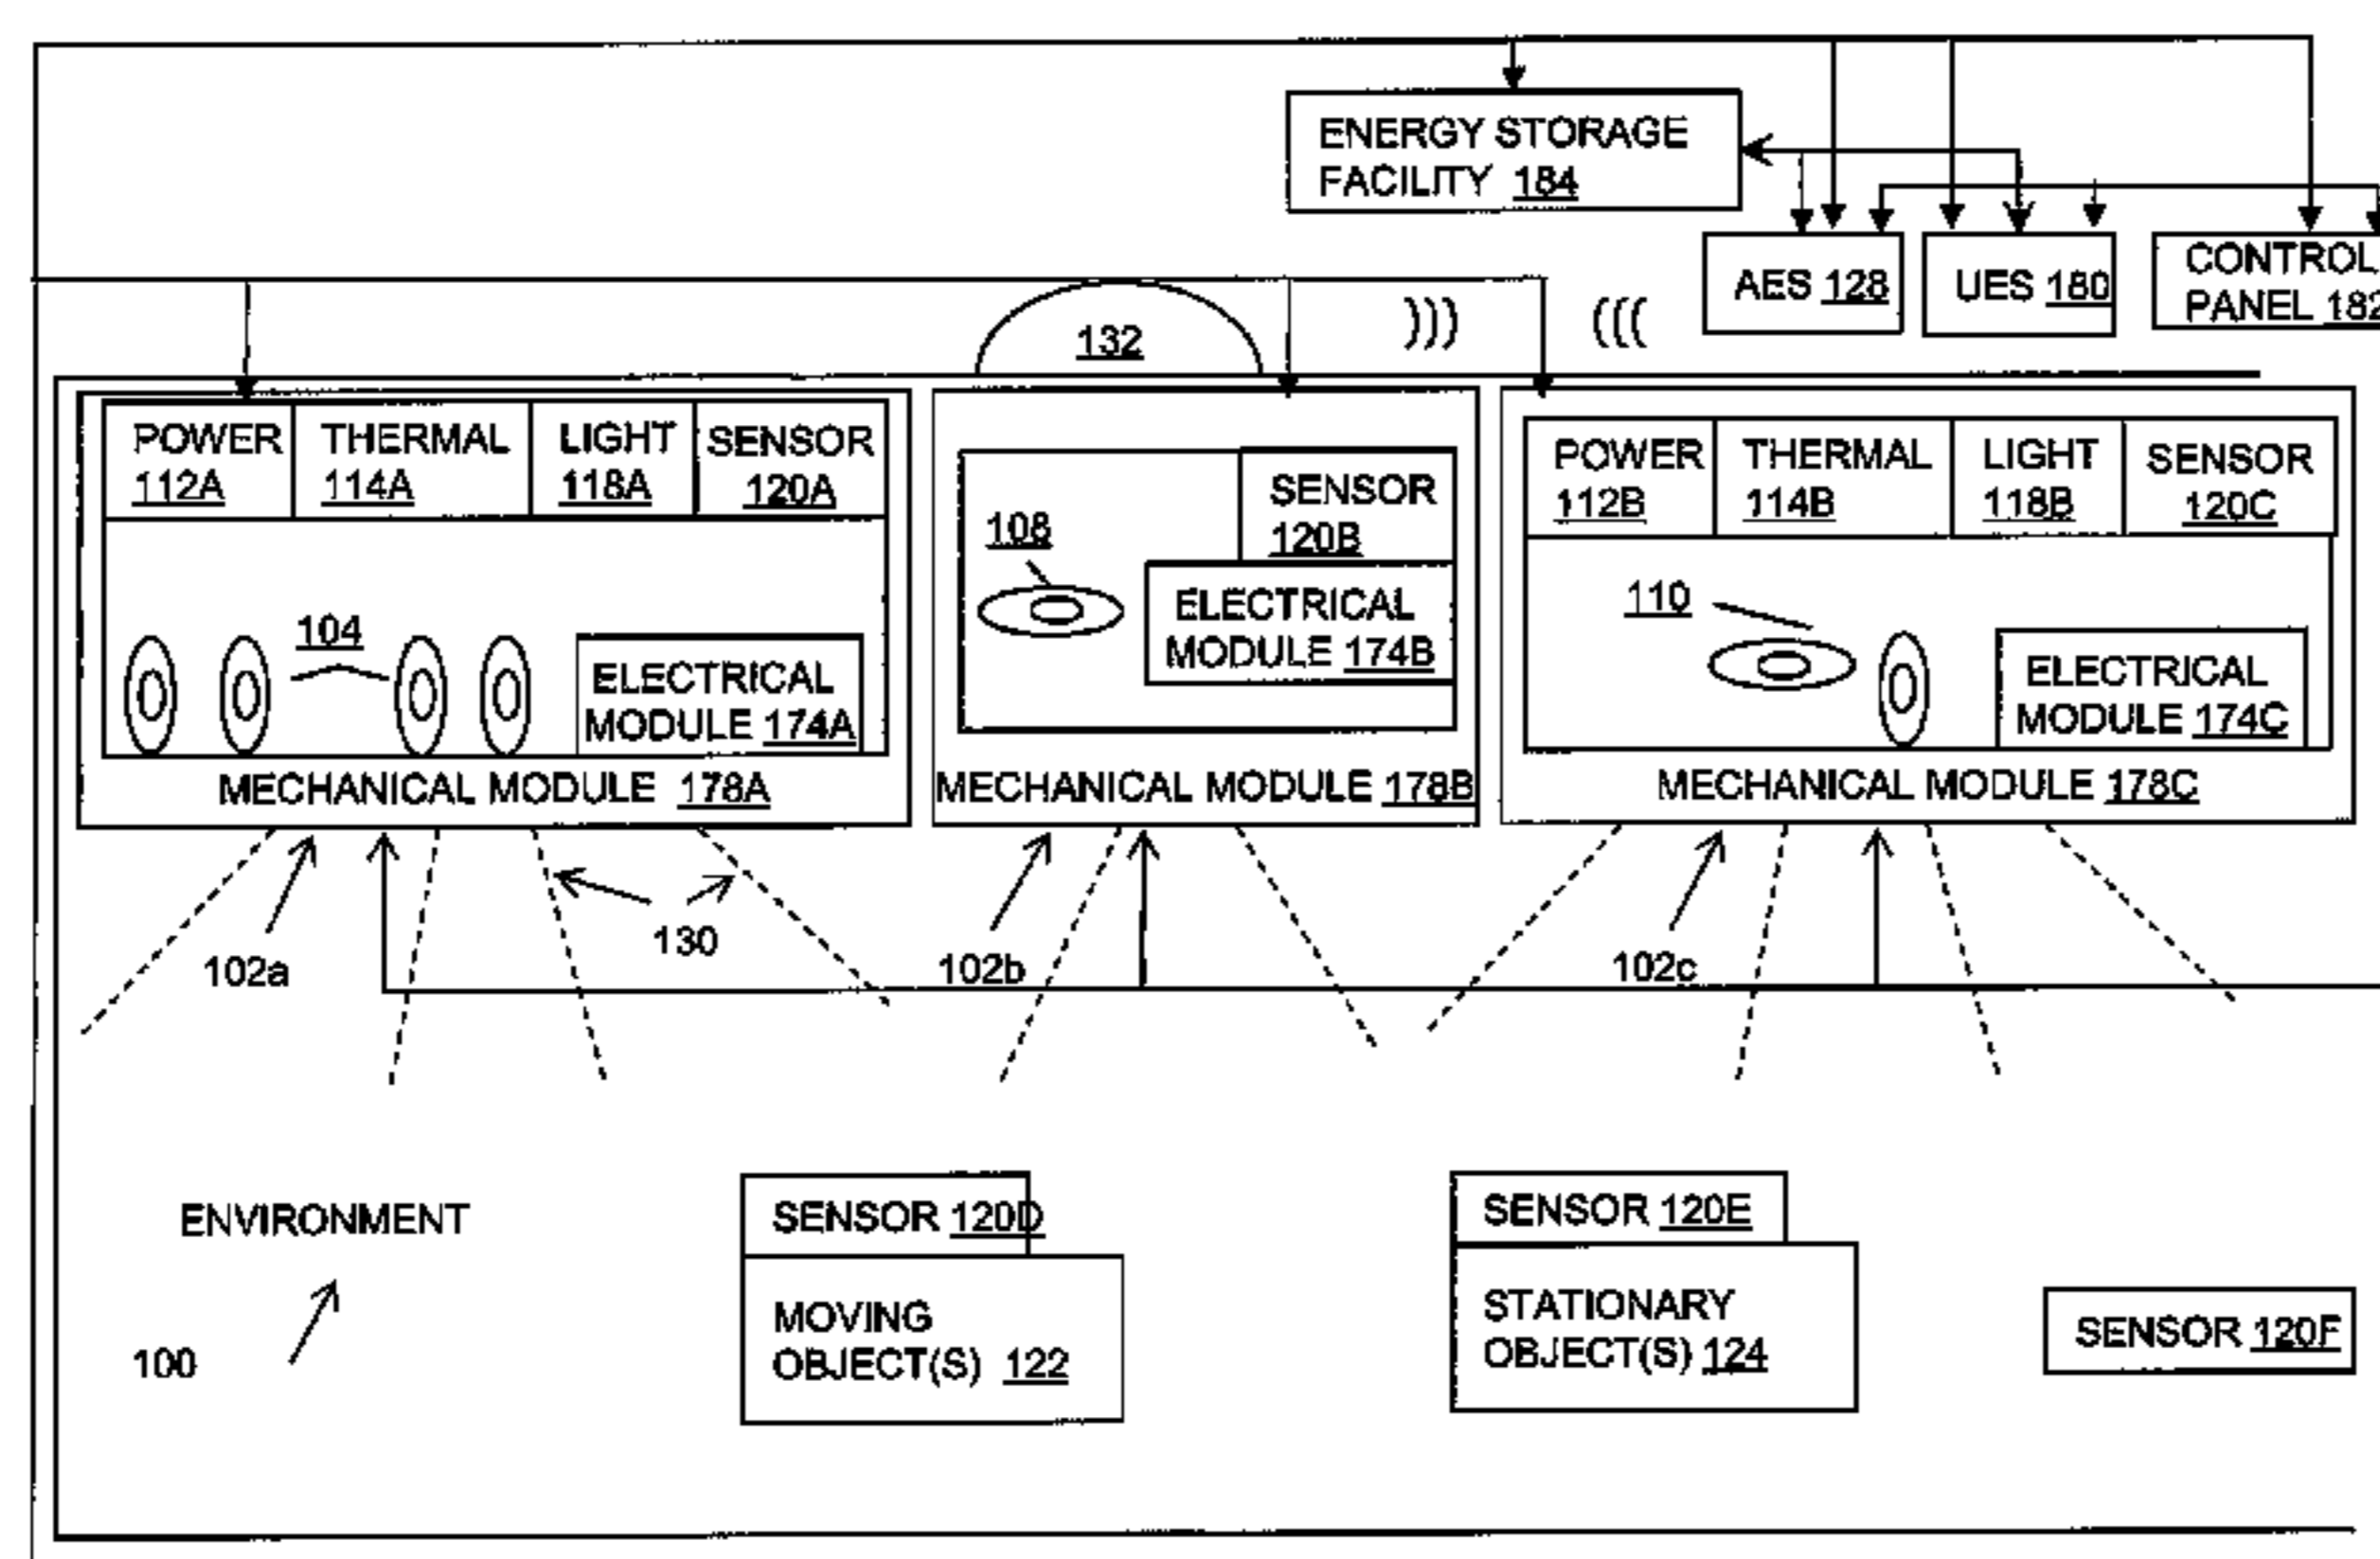 ENERGY STORAGE
FACILITY 184
AES 128
UES 180
CONTROL
PANEL 182
132
))) (((
POWER
112A
THERMAL
114A
LIGHT
118A
SENSOR
120A
104
ELECTRICAL
MODULE 174A
MECHANICAL MODULE 178A
SENSOR
120B
108
ELECTRICAL
MODULE 174B
MECHANICAL MODULE 178B
POWER
112B
THERMAL
114B
LIGHT
118B
SENSOR
120C
110
ELECTRICAL
MODULE 174C
MECHANICAL MODULE 178C
102a
130
102b
102c
ENVIRONMENT
100
SENSOR 120D
MOVING
OBJECT(S) 122
SENSOR 120E
STATIONARY
OBJECT(S) 124
SENSOR 120F